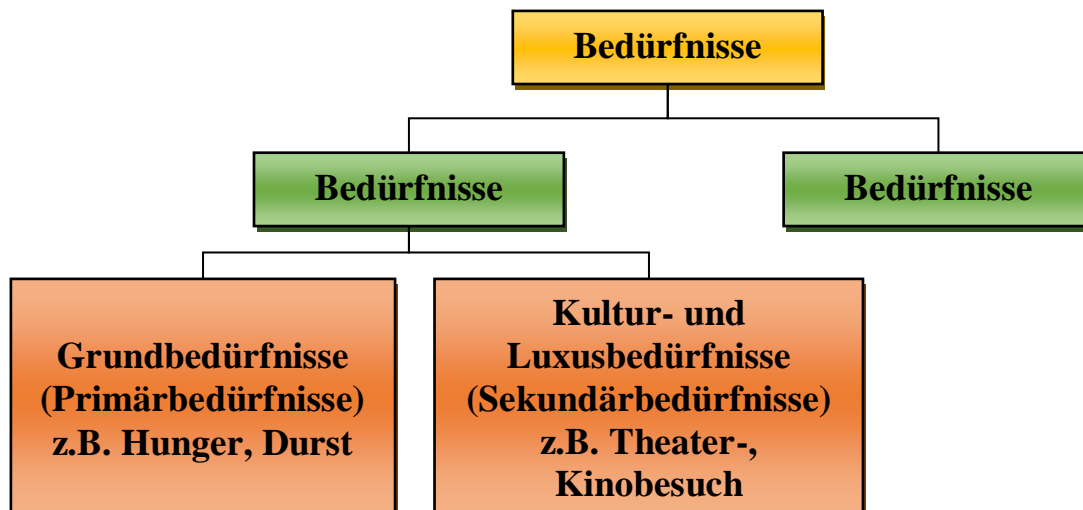 Bedürfnisse
Bedürfnisse
Bedürfnisse
Grundbedürfnisse
(Primärbedürfnisse)
z.B. Hunger, Durst
Kultur- und
Luxusbedürfnisse
(Sekundärbedürfnisse)
z.B. Theater-,
Kinobesuch